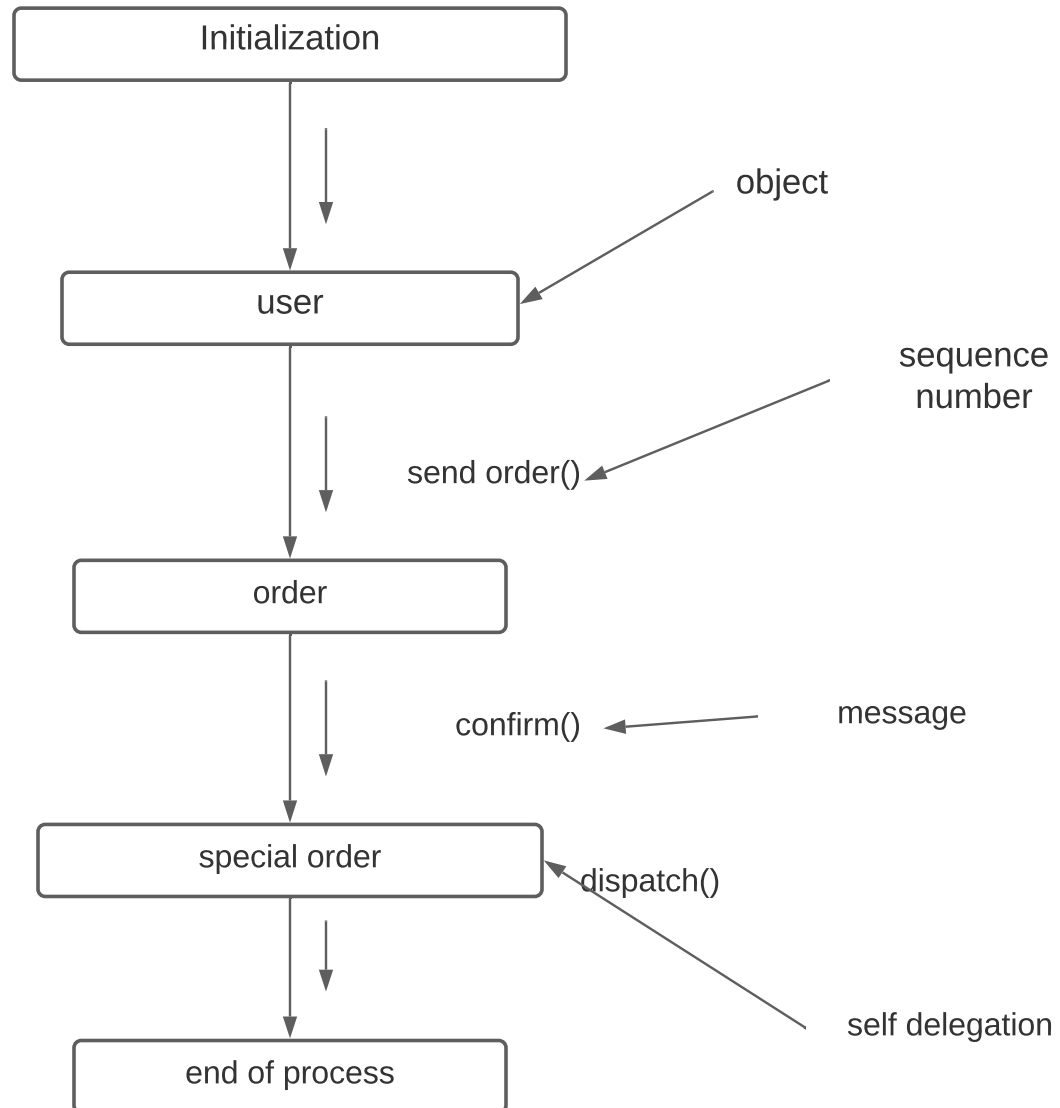 Initialization
object
user
sequence
number
send order()
order
message
confirm()
special order
dispatch()
self delegation
end of process